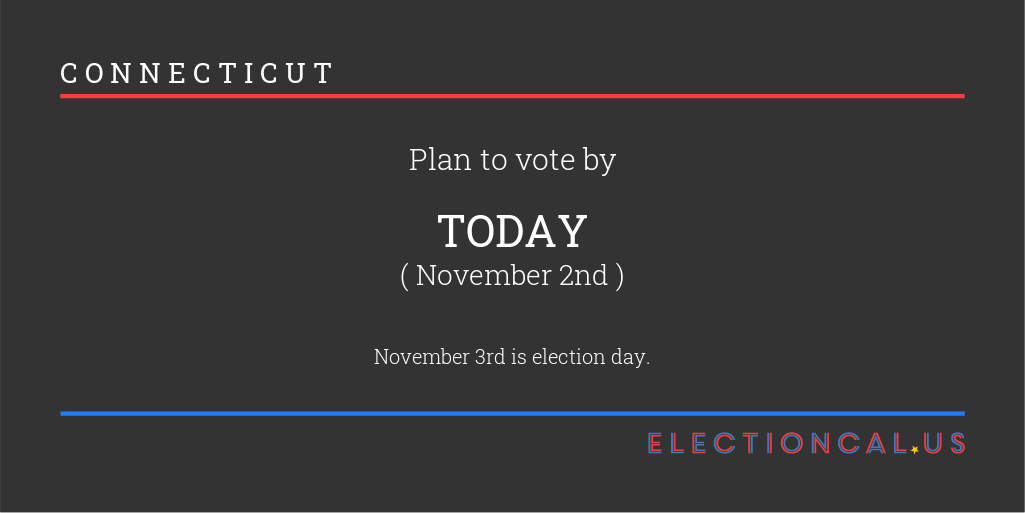 CONNECTICUT
Plan to vote by
TODAY
( November 2nd )
November 3rd is election day.
ELECTIONCAL.US